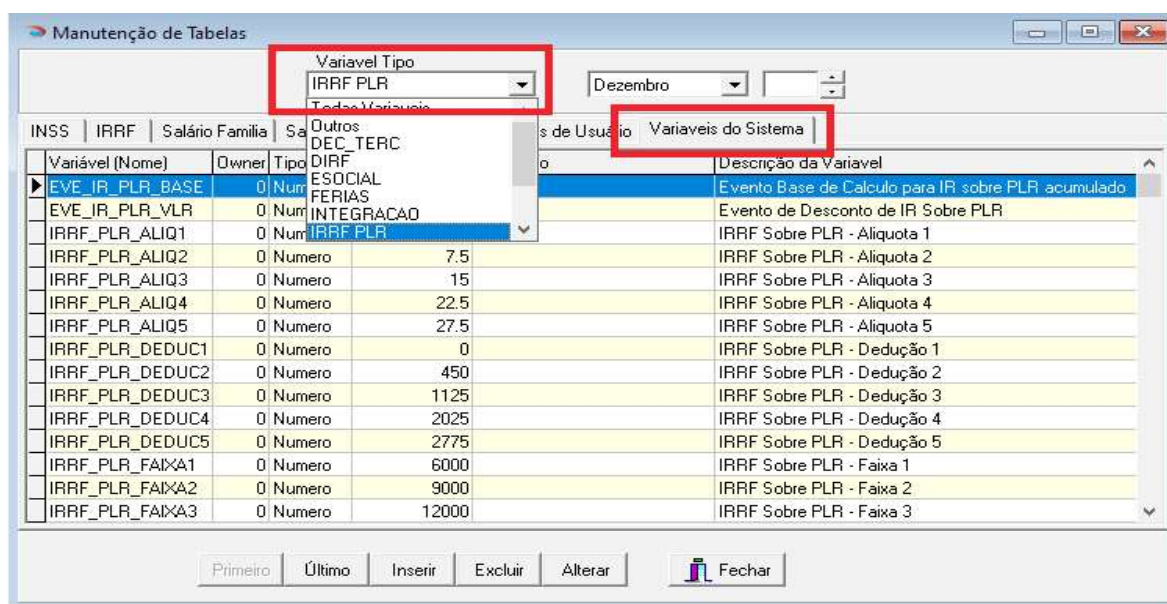 Manutenção de Tabelas
Variavel Tipo
IRRF PLR
Dezembro
Todas Variaveis
Outros
DEC_TERC
DIRF
ESOCIAL
FERIAS
INTEGRACAO
IRRF PLR
INSS IRRF Salário Familia Sa s de Usuário Variaveis do Sistema
Variável (Nome) Owner Tipo o Descrição da Variavel
EVE_IR_PLR_BASE 0 Num Evento Base de Calculo para IR sobre PLR acumulado
EVE_IR_PLR_VLR 0 Num Evento de Desconto de IR Sobre PLR
IRRF_PLR_ALIQ1 0 Num IRRF Sobre PLR - Aliquota 1
IRRF_PLR_ALIQ2 0 Numero 7.5 IRRF Sobre PLR - Aliquota 2
IRRF_PLR_ALIQ3 0 Numero 15 IRRF Sobre PLR - Aliquota 3
IRRF_PLR_ALIQ4 0 Numero 22.5 IRRF Sobre PLR - Aliquota 4
IRRF_PLR_ALIQ5 0 Numero 27.5 IRRF Sobre PLR - Aliquota 5
IRRF_PLR_DEDUC1 0 Numero 0 IRRF Sobre PLR - Dedução 1
IRRF_PLR_DEDUC2 0 Numero 450 IRRF Sobre PLR - Dedução 2
IRRF_PLR_DEDUC3 0 Numero 1125 IRRF Sobre PLR - Dedução 3
IRRF_PLR_DEDUC4 0 Numero 2025 IRRF Sobre PLR - Dedução 4
IRRF_PLR_DEDUC5 0 Numero 2775 IRRF Sobre PLR - Dedução 5
IRRF_PLR_FAIXA1 0 Numero 6000 IRRF Sobre PLR - Faixa 1
IRRF_PLR_FAIXA2 0 Numero 9000 IRRF Sobre PLR - Faixa 2
IRRF_PLR_FAIXA3 0 Numero 12000 IRRF Sobre PLR - Faixa 3
Primeiro Último Inserir Excluir Alterar Fechar